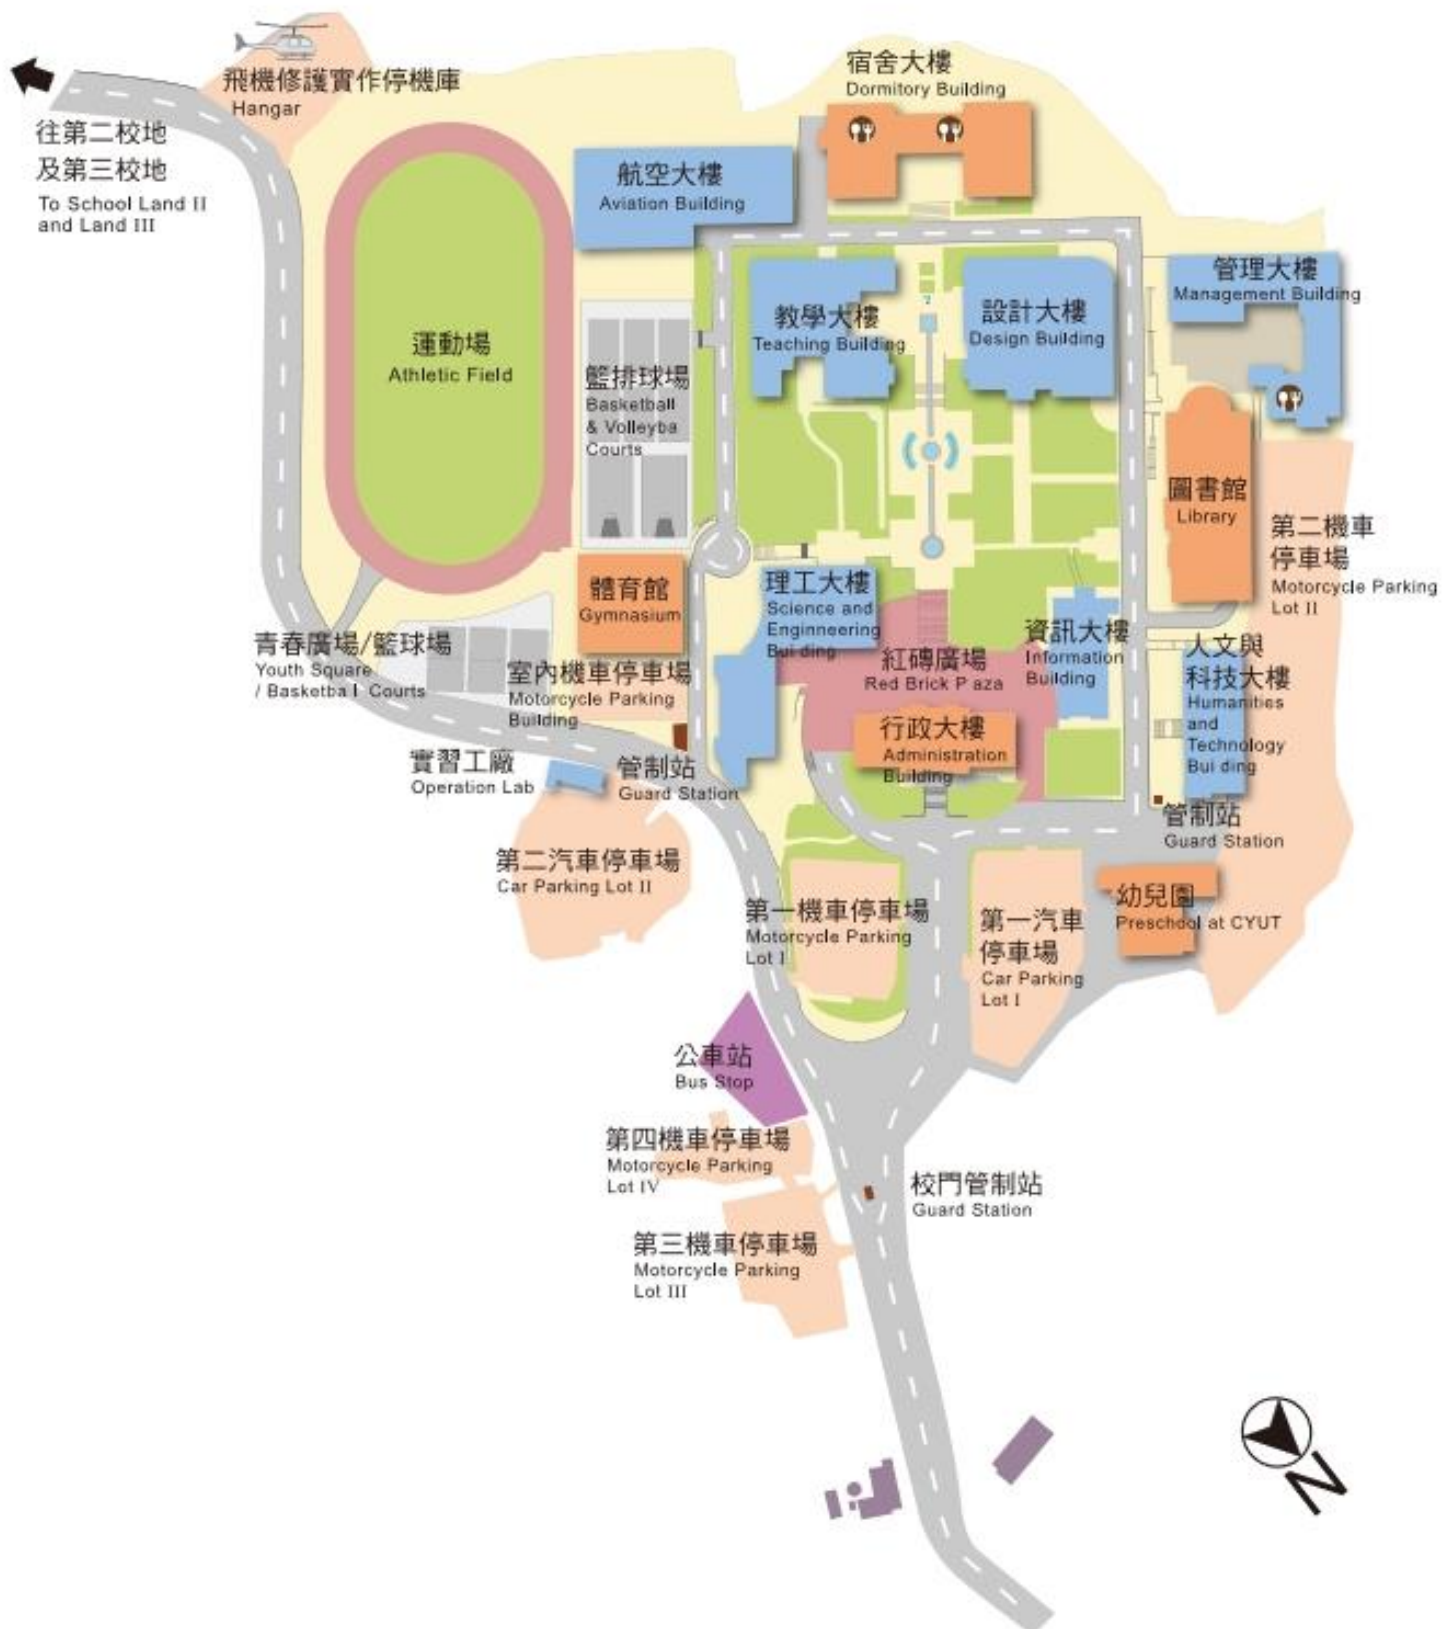 宿舍大樓
Dormitory Building
飛機修護實作停機庫
Hangar
往第二校地
及第三校地
To School Land II
and Land III
航空大樓
Aviation Building
管理大樓
Management Building
教學大樓
Teaching Building
設計大樓
Design Building
運動場
Athletic Field
籃排球場
Basketball
& Volleyba
Courts
圖書館
Library
第二機車
停車場
Motorcycle Parking
Lot II
體育館
Gymnasium
理工大樓
Science and
Enginneering
Bui ding
青春廣場/籃球場
Youth Square
/ Basketba l Courts
室內機車停車場
Motorcycle Parking
Building
紅磚廣場
Red Brick P aza
資訊大樓
Information
Building
人文與
科技大樓
Humanities
and
Technology
Bui ding
行政大樓
Administration
Building
實習工廠
Operation Lab
管制站
Guard Station
管制站
Guard Station
第二汽車停車場
Car Parking Lot II
第一機車停車場
Motorcycle Parking
Lot I
第一汽車
停車場
Car Parking
Lot I
幼兒園
Preschool at CYUT
公車站
Bus Stop
第四機車停車場
Motorcycle Parking
Lot IV
校門管制站
Guard Station
第三機車停車場
Motorcycle Parking
Lot III
N